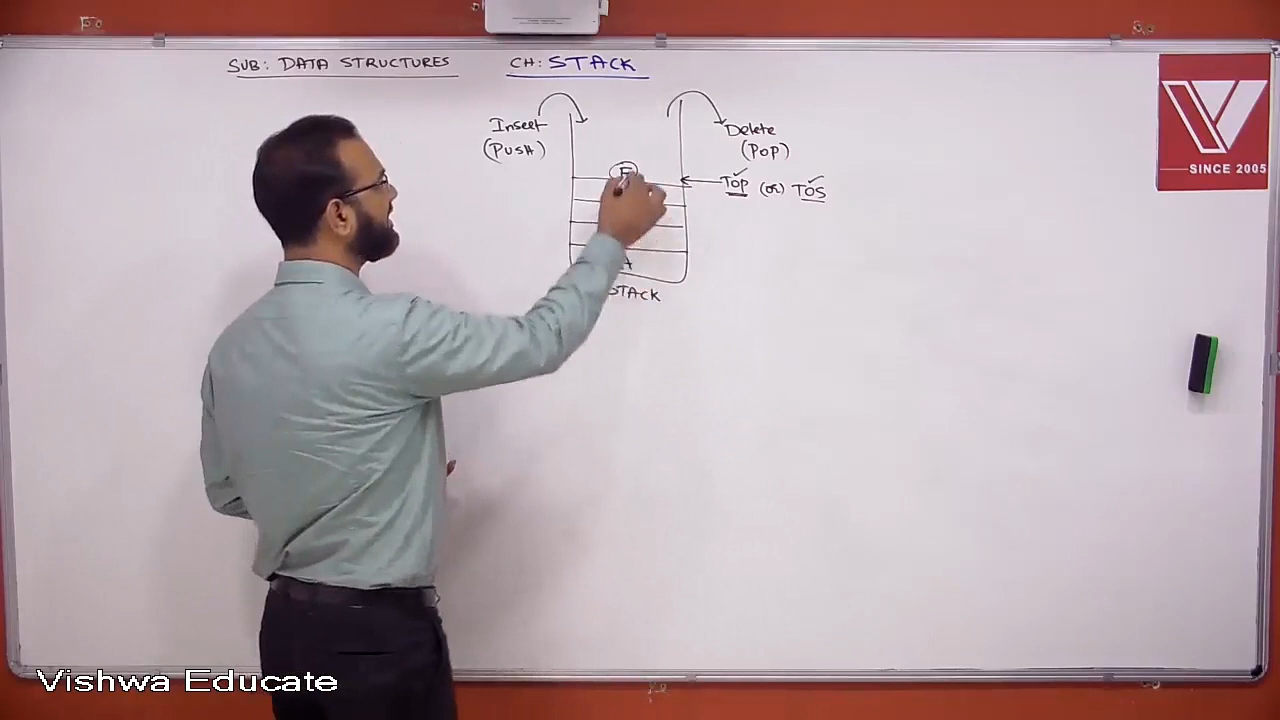 SUB: DATA STRUCTURES CH: STACK
Insert
(PUSH)
Delete
(POP)
TOP (or) TOS
STACK
SINCE 2005
Vishwa Educate